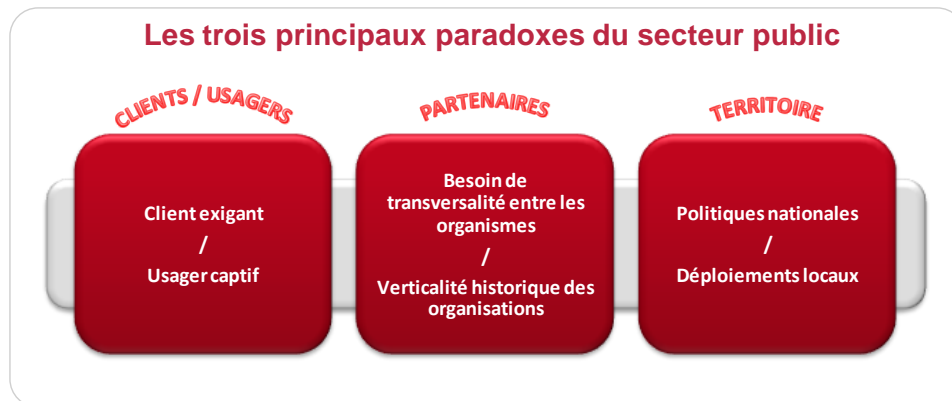 Les trois principaux paradoxes du secteur public
CLIENTS / USAGERS
Client exigant
/
Usager captif
PARTENAIRES
Besoin de
transversalité entre les
organismes
/
Verticalité historique des
organisations
TERRITOIRE
Politiques nationales
/
Déploiements locaux